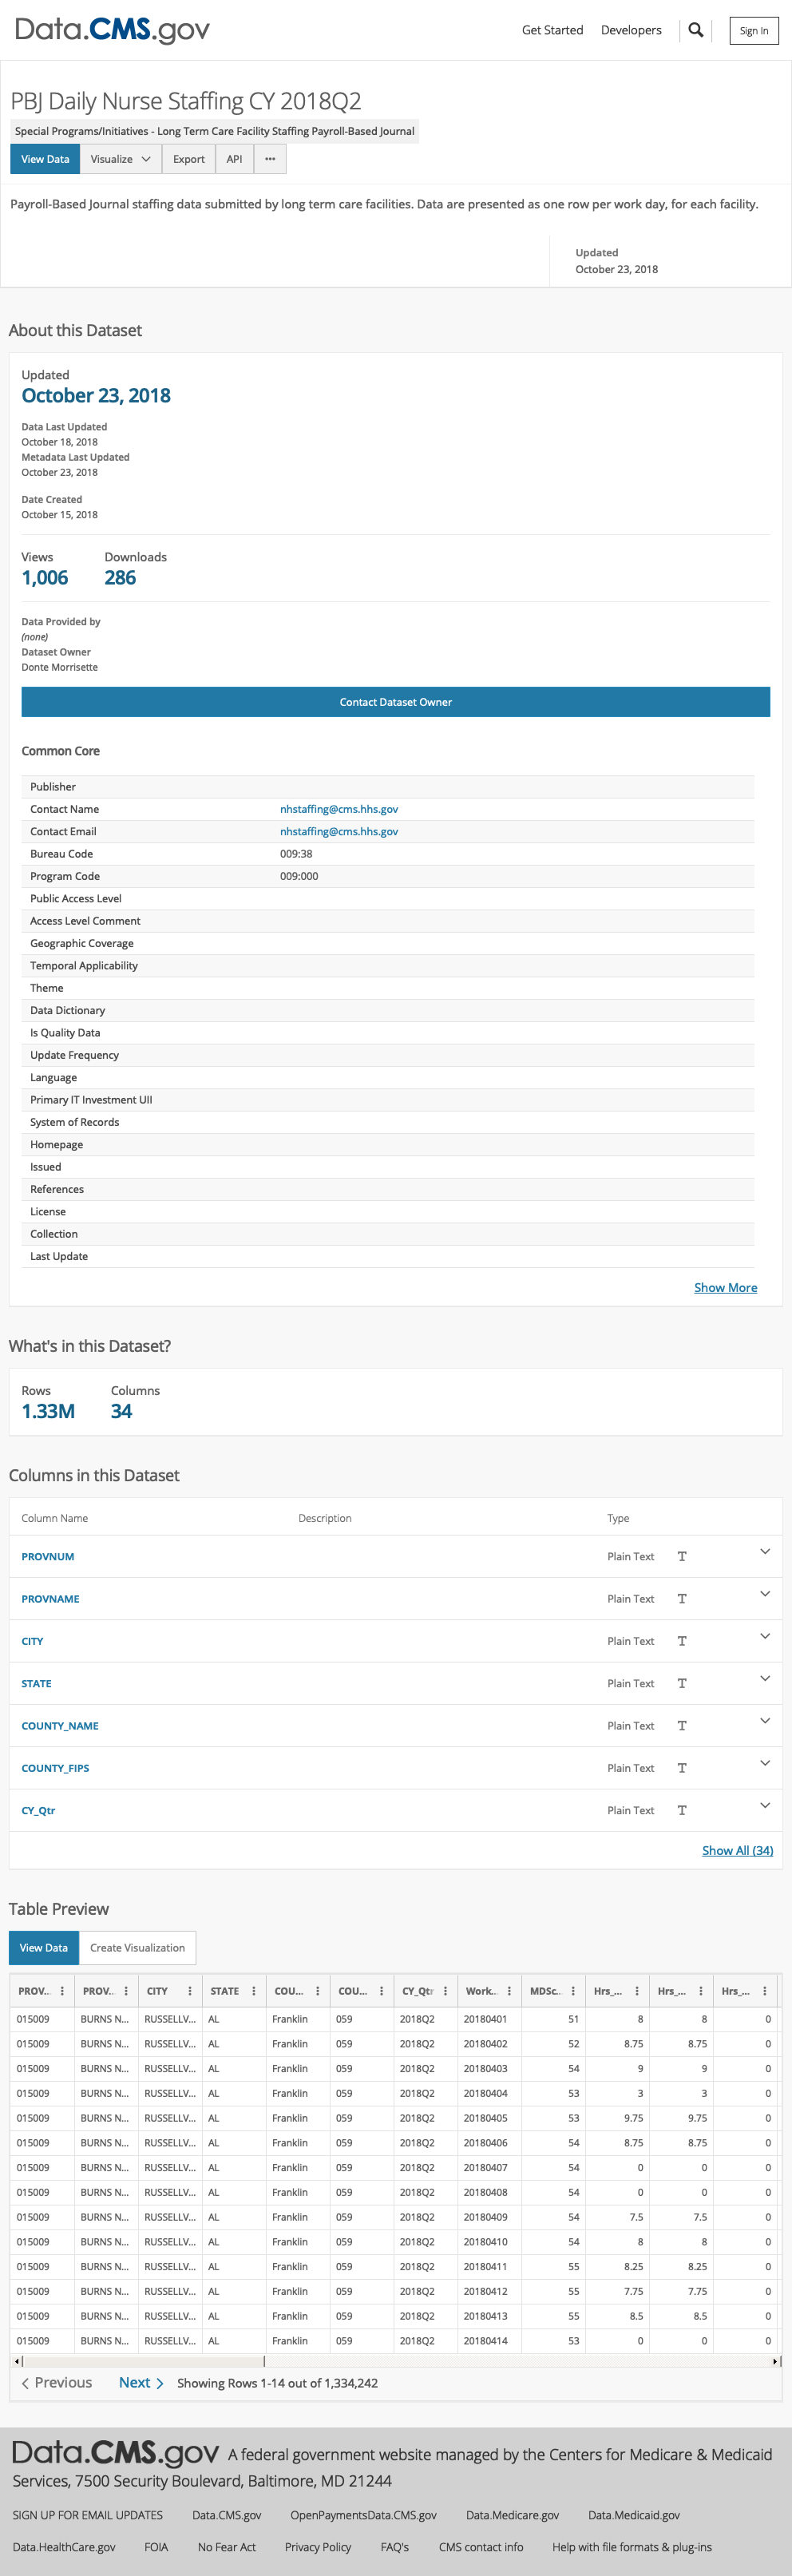 Data.CMS.gov
Get Started Developers Sign In
PBJ Daily Nurse Staffing CY 2018Q2
Special Programs/Initiatives - Long Term Care Facility Staffing Payroll-Based Journal
View Data Visualize Export API •••
Payroll-Based Journal staffing data submitted by long term care facilities. Data are presented as one row per work day, for each facility.
Updated
October 23, 2018
About this Dataset
Updated
October 23, 2018
Data Last Updated
October 18, 2018
Metadata Last Updated
October 23, 2018
Date Created
October 15, 2018
Views Downloads
1,006 286
Data Provided by
(none)
Dataset Owner
Donte Morrisette
Contact Dataset Owner
Common Core
Publisher
Contact Name nhstaffing@cms.hhs.gov
Contact Email nhstaffing@cms.hhs.gov
Bureau Code 009:38
Program Code 009:000
Public Access Level
Access Level Comment
Geographic Coverage
Temporal Applicability
Theme
Data Dictionary
Is Quality Data
Update Frequency
Language
Primary IT Investment UII
System of Records
Homepage
Issued
References
License
Collection
Last Update
Show More
What's in this Dataset?
Rows Columns
1.33M 34
Columns in this Dataset
Column Name Description Type
PROVNUM Plain Text T
PROVNAME Plain Text T
CITY Plain Text T
STATE Plain Text T
COUNTY_NAME Plain Text T
COUNTY_FIPS Plain Text T
CY_Qtr Plain Text T
Show All (34)
Table Preview
View Data Create Visualization
PROV... PROV... CITY STATE COU... COU... CY_Qtr Work... MDSc... Hrs_... Hrs_... Hrs_...
015009 BURNS N... RUSSELLV... AL Franklin 059 2018Q2 20180401 51 8 8 0
015009 BURNS N... RUSSELLV... AL Franklin 059 2018Q2 20180402 52 8.75 8.75 0
015009 BURNS N... RUSSELLV... AL Franklin 059 2018Q2 20180403 54 9 9 0
015009 BURNS N... RUSSELLV... AL Franklin 059 2018Q2 20180404 53 3 3 0
015009 BURNS N... RUSSELLV... AL Franklin 059 2018Q2 20180405 53 9.75 9.75 0
015009 BURNS N... RUSSELLV... AL Franklin 059 2018Q2 20180406 54 8.75 8.75 0
015009 BURNS N... RUSSELLV... AL Franklin 059 2018Q2 20180407 54 0 0 0
015009 BURNS N... RUSSELLV... AL Franklin 059 2018Q2 20180408 54 0 0 0
015009 BURNS N... RUSSELLV... AL Franklin 059 2018Q2 20180409 54 7.5 7.5 0
015009 BURNS N... RUSSELLV... AL Franklin 059 2018Q2 20180410 54 8 8 0
015009 BURNS N... RUSSELLV... AL Franklin 059 2018Q2 20180411 55 8.25 8.25 0
015009 BURNS N... RUSSELLV... AL Franklin 059 2018Q2 20180412 55 7.75 7.75 0
015009 BURNS N... RUSSELLV... AL Franklin 059 2018Q2 20180413 55 8.5 8.5 0
015009 BURNS N... RUSSELLV... AL Franklin 059 2018Q2 20180414 53 0 0 0
Previous Next Showing Rows 1-14 out of 1,334,242
Data.CMS.gov A federal government website managed by the Centers for Medicare & Medicaid
Services, 7500 Security Boulevard, Baltimore, MD 21244
SIGN UP FOR EMAIL UPDATES Data.CMS.gov OpenPaymentsData.CMS.gov Data.Medicare.gov Data.Medicaid.gov
Data.HealthCare.gov FOIA No Fear Act Privacy Policy FAQ's CMS contact info Help with file formats & plug-ins